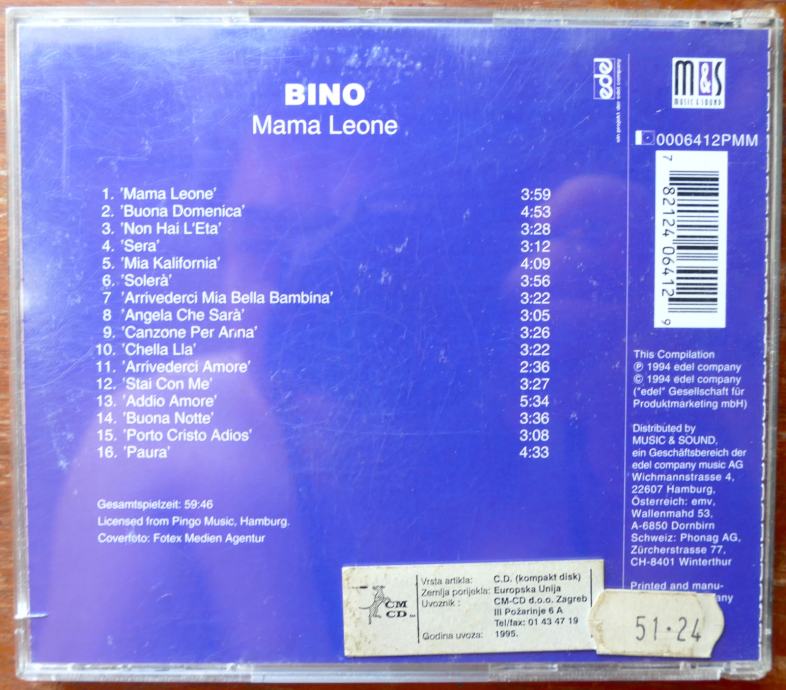 BINO
Mama Leone
1. 'Mama Leone' 3:59
2. 'Buona Domenica' 4:53
3. 'Non Hai L'Eta' 3:28
4. 'Sera' 3:12
5. 'Mia Kalifornia' 4:09
6. 'Solerà' 3:56
7 'Arrivederci Mia Bella Bambina' 3:22
8 'Angela Che Sarà' 3:05
9. 'Canzone Per Anna' 3:26
10. 'Chella Lla' 3:22
11. 'Arrivederci Amore' 2:36
12. 'Stai Con Me' 3:27
13. 'Addio Amore' 5:34
14. 'Buona Notte' 3:36
15. 'Porto Cristo Adios' 3:08
16. 'Paura' 4:33
Gesamtspielzeit: 59:46
Licensed from Pingo Music, Hamburg.
Coverfoto: Fotex Medien Agentur
edel
ein projekt der edel company
M&S
MUSIC & SOUND
0006412PMM
7 82124 06412 9
This Compilation
℗ 1994 edel company
© 1994 edel company
("edel" Gesellschaft für
Produktmarketing mbH)
Distributed by
MUSIC & SOUND,
ein Geschäftsbereich der
edel company music AG
Wichmannstrasse 4,
22607 Hamburg,
Österreich: emv,
Wallenmahd 53,
A-6850 Dornbirn
Schweiz: Phonag AG,
Zürcherstrasse 77,
CH-8401 Winterthur
Printed and manu-
CM
CD
Vrsta artikla: C.D. (kompakt disk)
Zemlja porijekla: Europska Unija
Uvoznik : CM-CD d.o.o. Zagreb
III Požarinje 6 A
Tel/fax: 01 43 47 19
Godina uvoza: 1995.
51·24